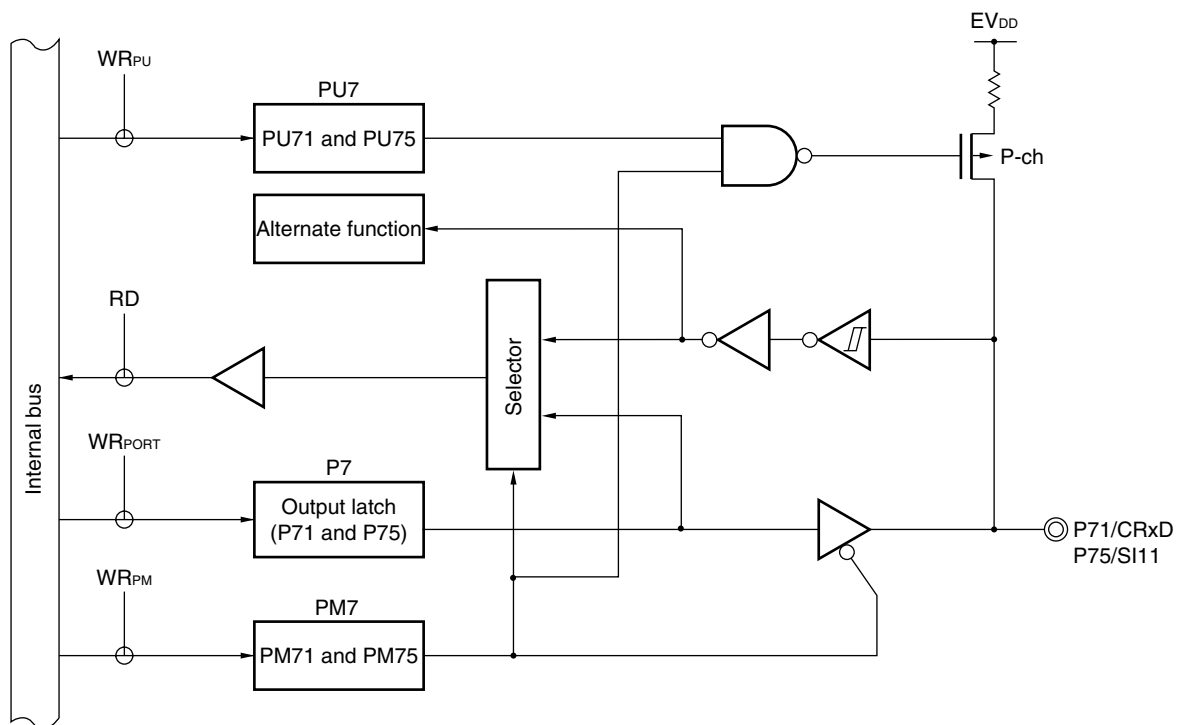 EVDD
WRPU
PU7
PU71 and PU75
P-ch
Alternate function
RD
Selector
Internal bus
WRPORT
P7
Output latch
(P71 and P75)
P71/CRxD
P75/SI11
WRPM
PM7
PM71 and PM75